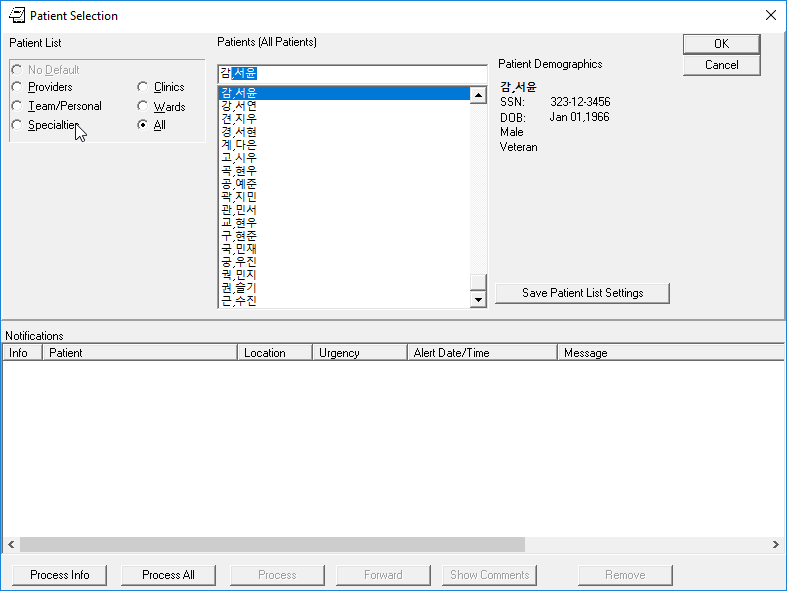 Patient Selection
Patient List
No Default
Providers
Clinics
Team/Personal
Wards
Specialties
All
Patients (All Patients)
감,서윤
감,서윤
강,서연
견,지우
경,서현
계,다은
고,시우
곡,현우
공,예준
곽,지민
관,민서
교,현우
구,현준
국,민재
궁,우진
궉,민지
권,슬기
근,수진
Patient Demographics
감,서윤
SSN: 323-12-3456
DOB: Jan 01,1966
Male
Veteran
OK
Cancel
Save Patient List Settings
Notifications
Info Patient Location Urgency Alert Date/Time Message
Process Info Process All Process Forward Show Comments Remove